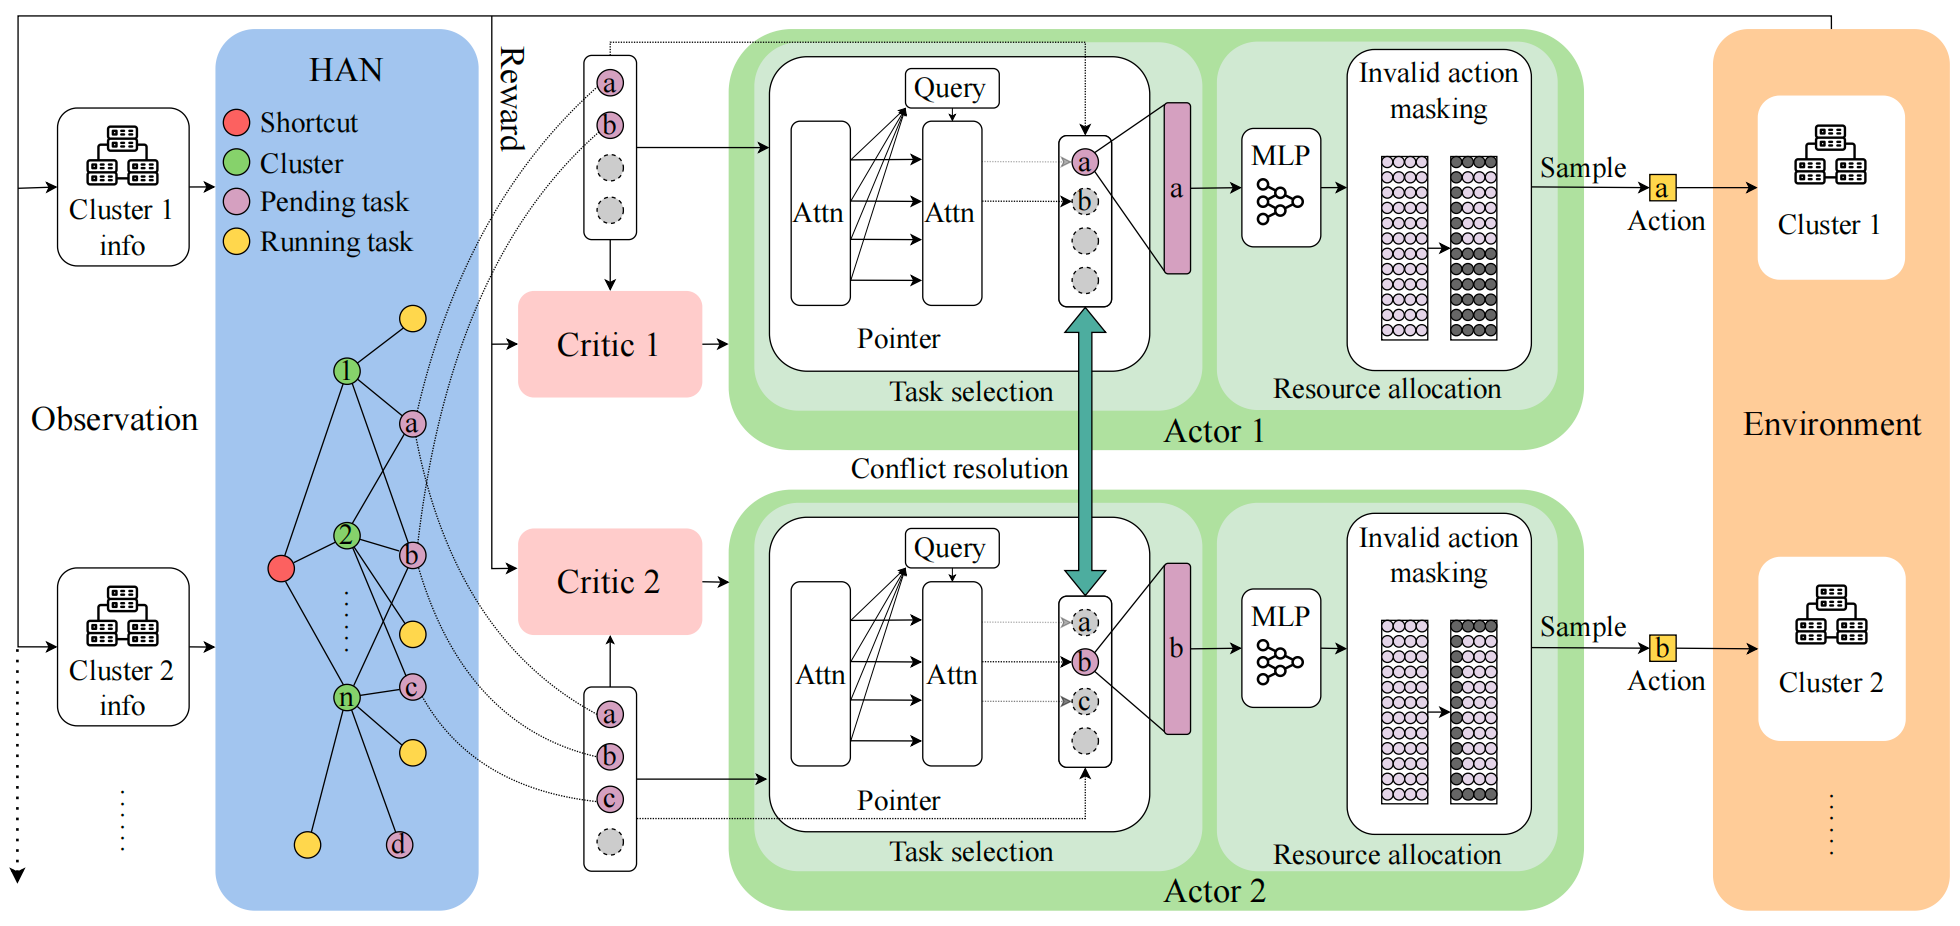 Observation
Cluster 1
info
Cluster 2
info
HAN
Shortcut
Cluster
Pending task
Running task
1
a
2
b
c
n
d
Reward
a
b
Critic 1
Critic 2
a
b
c
Query
Attn
Attn
Pointer
a
b
Task selection
a
MLP
Invalid action
masking
Resource allocation
Actor 1
Conflict resolution
Query
Attn
Attn
Pointer
a
b
c
Task selection
b
MLP
Invalid action
masking
Resource allocation
Actor 2
Sample
a
Action
Sample
b
Action
Cluster 1
Environment
Cluster 2